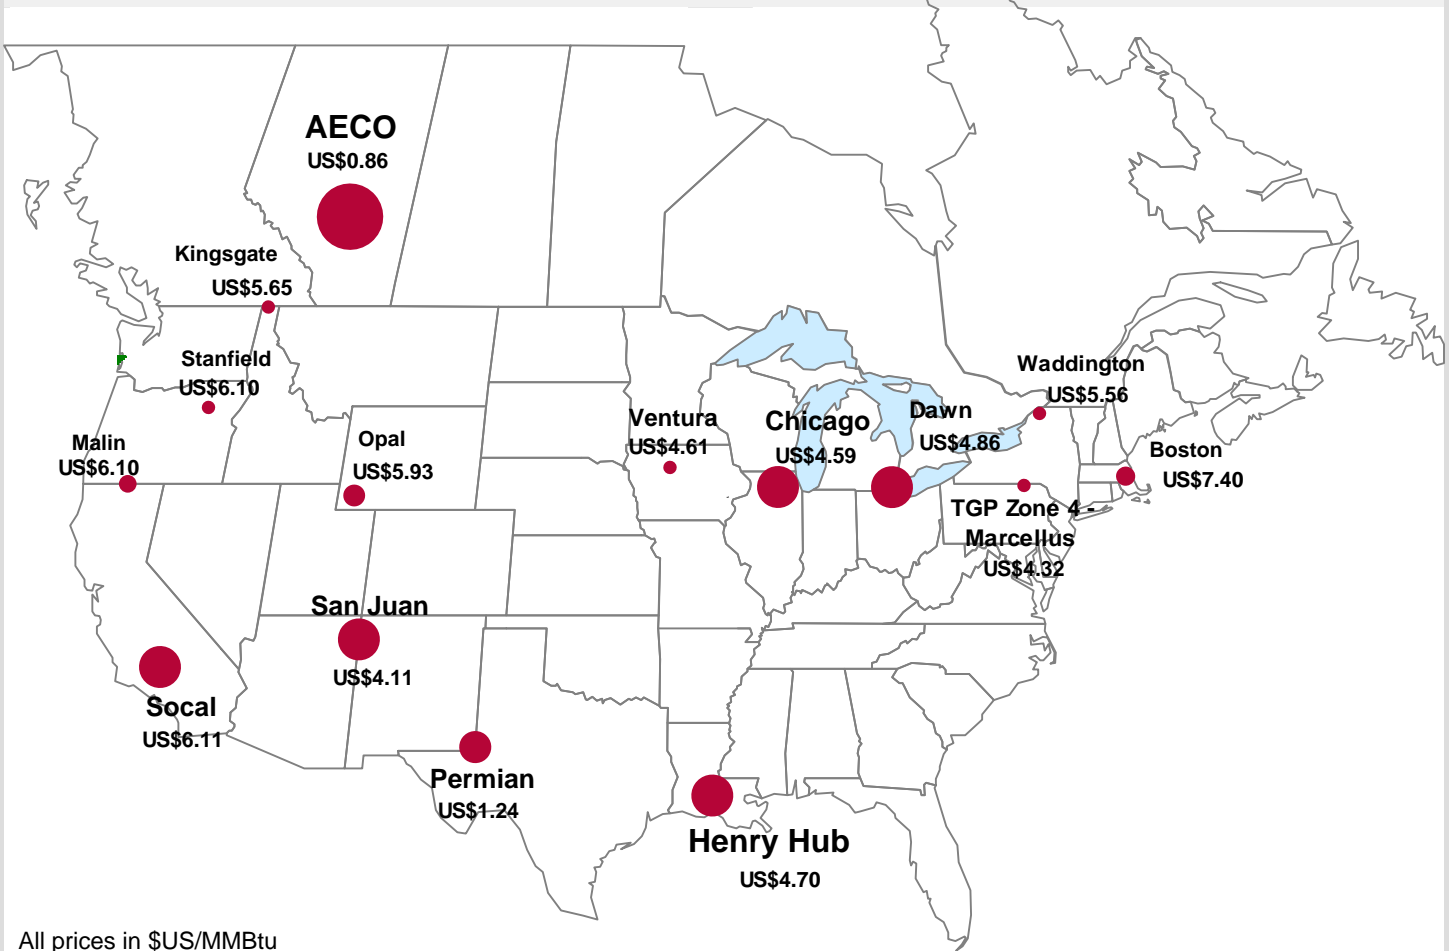 AECO
US$0.86
Kingsgate
US$5.65
Stanfield
US$6.10
Waddington
US$5.56
Ventura
US$4.61
Chicago
US$4.59
Dawn
US$4.86
Malin
US$6.10
Opal
US$5.93
Boston
US$7.40
TGP Zone 4 -
Marcellus
US$4.32
San Juan
US$4.11
Socal
US$6.11
Permian
US$1.24
Henry Hub
US$4.70
All prices in $US/MMBtu